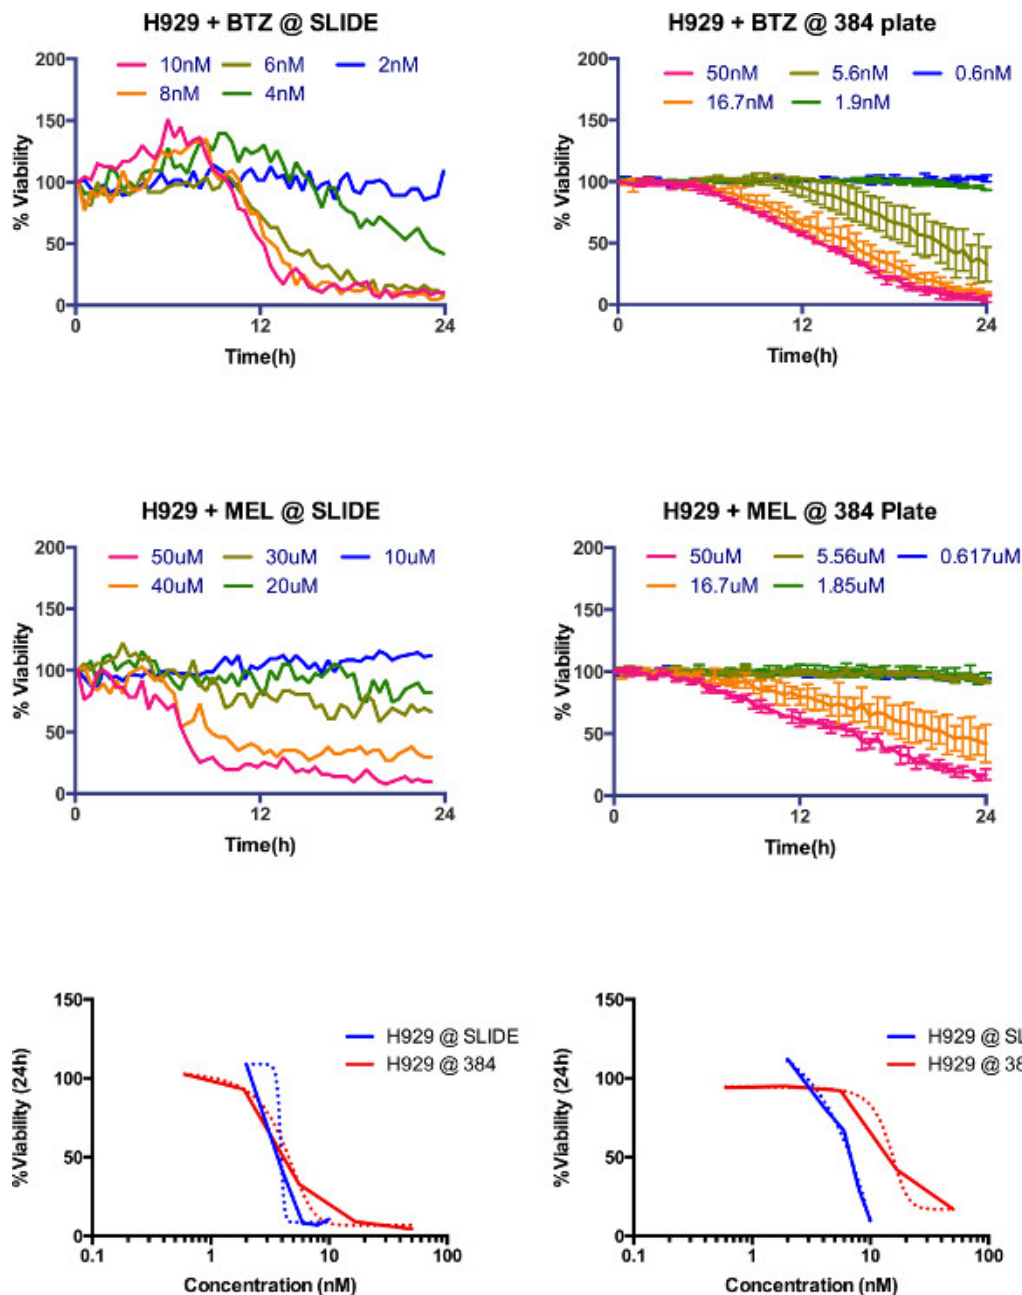 H929 + BTZ @ SLIDE
200
150
100
50
0
% Viability
10nM 6nM 2nM
8nM 4nM
0 12 24
Time(h)
H929 + BTZ @ 384 plate
200
150
100
50
0
% Viability
50nM 5.6nM 0.6nM
16.7nM 1.9nM
0 12 24
Time(h)
H929 + MEL @ SLIDE
200
150
100
50
0
% Viability
50uM 30uM 10uM
40uM 20uM
0 12 24
Time(h)
H929 + MEL @ 384 Plate
200
150
100
50
0
% Viability
50uM 5.56uM 0.617uM
16.7uM 1.85uM
0 12 24
Time(h)
150
100
50
0
%Viability (24h)
H929 @ SLIDE
H929 @ 384
0.1 1 10 100
Concentration (nM)
150
100
50
0
%Viability (24h)
H929 @ SL
H929 @ 38
0.1 1 10 100
Concentration (nM)